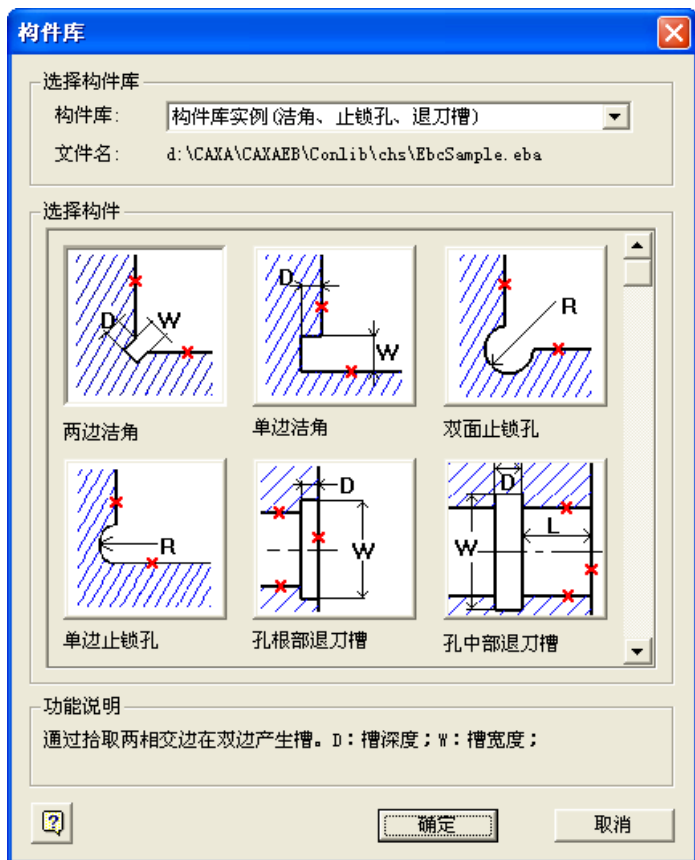 构件库
选择构件库
构件库: 构件库实例(洁角、止锁孔、退刀槽)
文件名: d:\CAXA\CAXAEB\Conlib\chs\EbcSample.eba
选择构件
D W
D W
R
两边洁角 单边洁角 双面止锁孔
R
D W
D L W
单边止锁孔 孔根部退刀槽 孔中部退刀槽
功能说明
通过拾取两相交边在双边产生槽。D：槽深度；W：槽宽度；
确定 取消